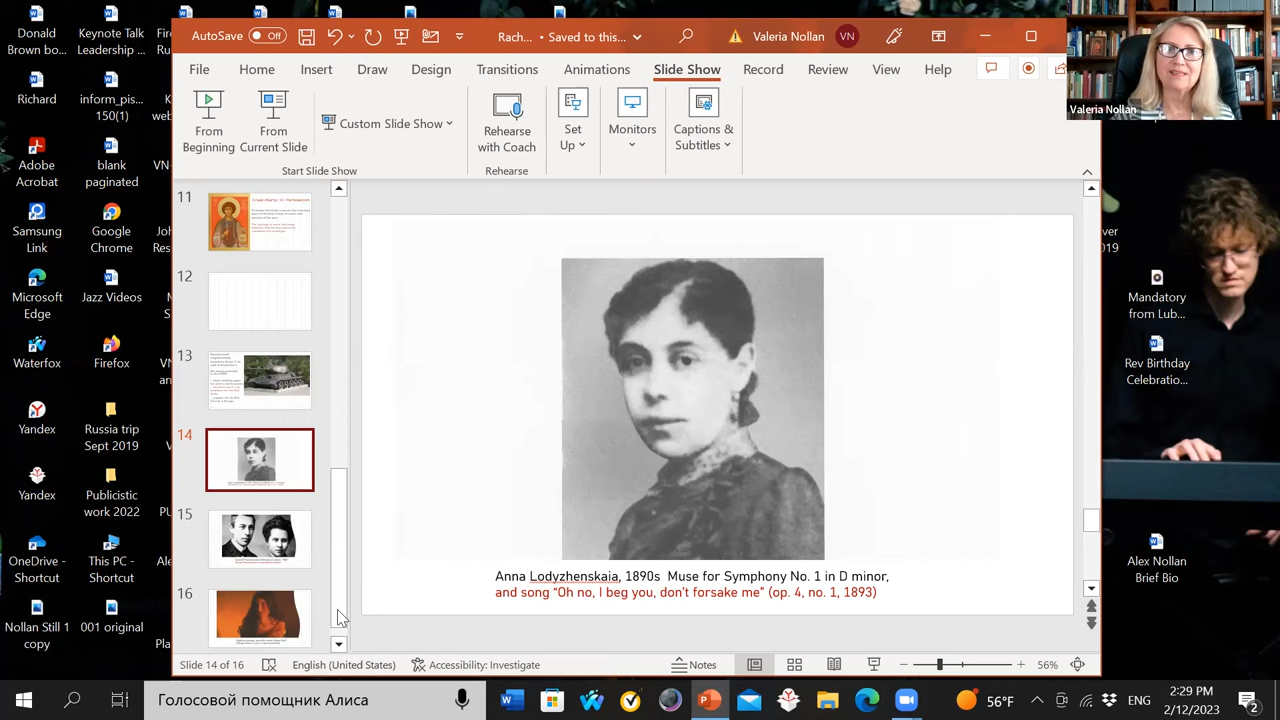 Donald
Brown bo...
Keynote Talk
Leadership ...
Richard
inform_pis...
150(1)
Adobe
Acrobat
blank
paginated
Samsung
Link
Google
Chrome
Microsoft
Edge
Jazz Videos
Waterfox
Firefox
Yandex
Russia trip
Sept 2019
Yandex
Publicistic
work 2022
OneDrive -
Shortcut
This PC -
Shortcut
Nollan Still 1
copy
001 original
AutoSave
Off
Rach... • Saved to this...
Valeria Nollan
VN
File
Home
Insert
Draw
Design
Transitions
Animations
Slide Show
Record
Review
View
Help
From
Beginning
From
Current Slide
Custom Slide Show
Start Slide Show
Rehearse
with Coach
Rehearse
Set
Up
Monitors
Captions &
Subtitles
11
12
13
14
15
16
Lodyzhenskaia, 1890s Muse for Symphony No. 1 in D minor,
and song “Oh no, I beg you, don't forsake me” (op. 4, no. 1, 1893)
Slide 14 of 16
English (United States)
Accessibility: Investigate
Notes
56%
Valeria Nollan
2019
Mandatory
from Lub...
Rev Birthday
Celebratio...
Alex Nollan
Brief Bio
Голосовой помощник Алиса
56°F
ENG
2:29 PM
2/12/2023
2